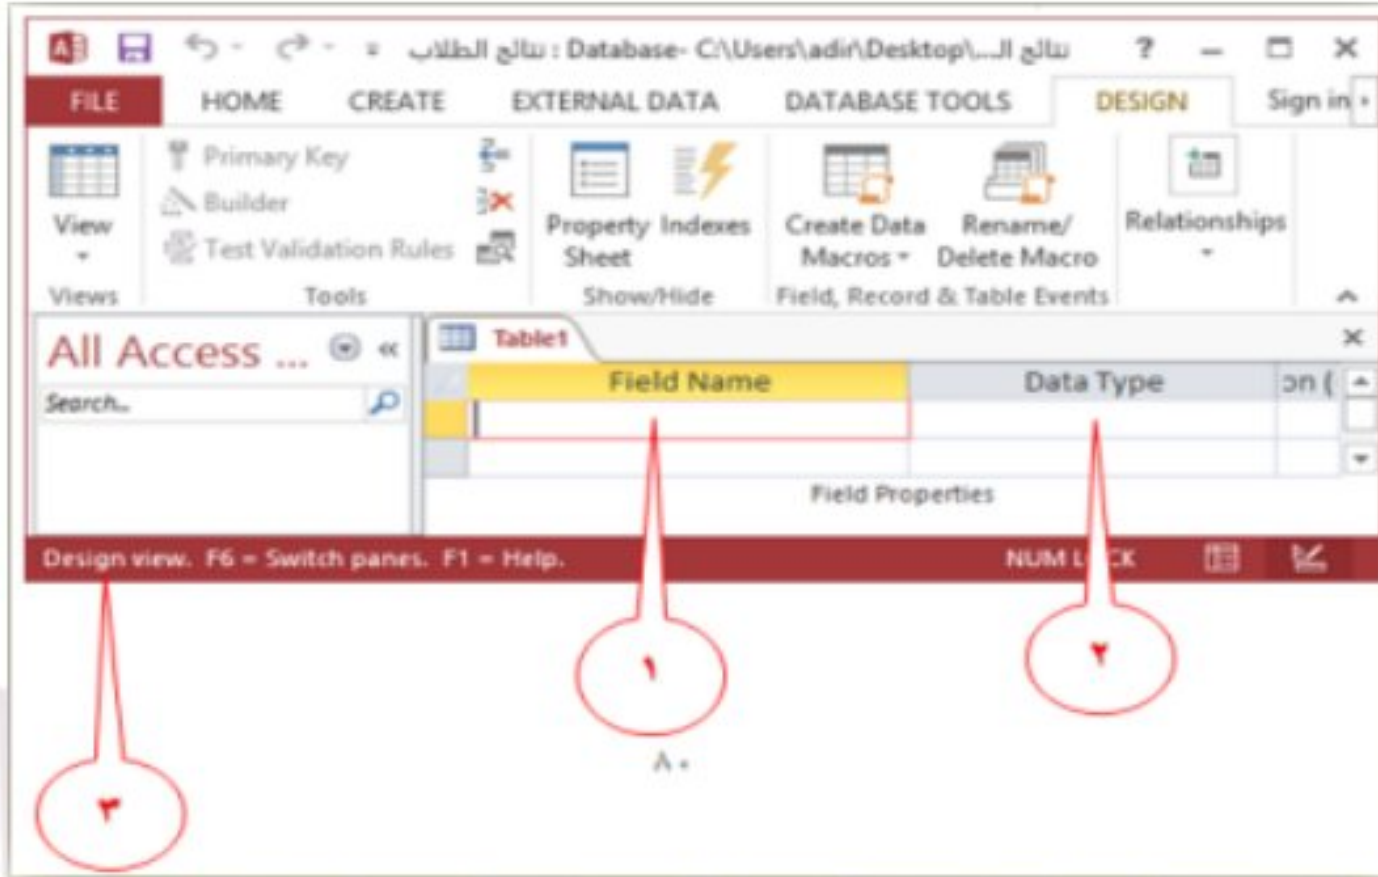 نتائج الطلاب : Database- C:\Users\adir\Desktop\...نتائج ال ?
FILE HOME CREATE EXTERNAL DATA DATABASE TOOLS DESIGN Sign in
Primary Key
Builder
Test Validation Rules
View
Property Sheet
Indexes
Create Data Macros
Rename/ Delete Macro
Relationships
Views Tools Show/Hide Field, Record & Table Events
All Access ...
Search..
Table1
Field Name Data Type on (
Field Properties
Design view. F6 = Switch panes. F1 = Help. NUM L CK
١
٢
٨٠
٣